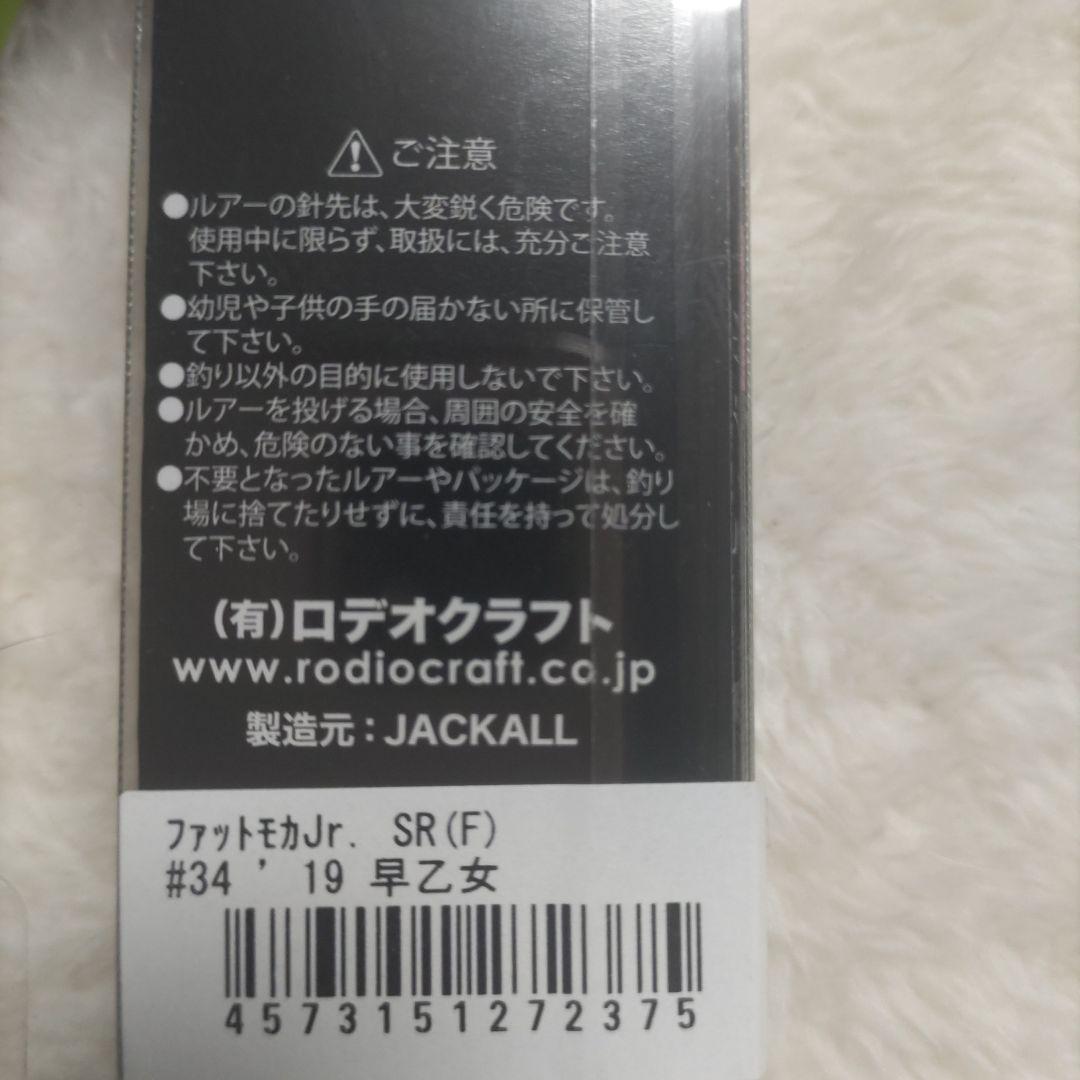 ご注意
●ルアーの針先は、大変鋭く危険です。
使用中に限らず、取扱には、充分ご注意
下さい。
●幼児や子供の手の届かない所に保管し
て下さい。
●釣り以外の目的に使用しないで下さい。
●ルアーを投げる場合、周囲の安全を確
かめ、危険のない事を確認してください。
●不要となったルアーやパッケージは、釣り
場に捨てたりせずに、責任を持って処分し
て下さい。
(有)ロデオクラフト
www.rodiocraft.co.jp
製造元:JACKALL
ﾌｧｯﾄﾓｶJr. SR(F)
#34 ’19 早乙女
4573151272375